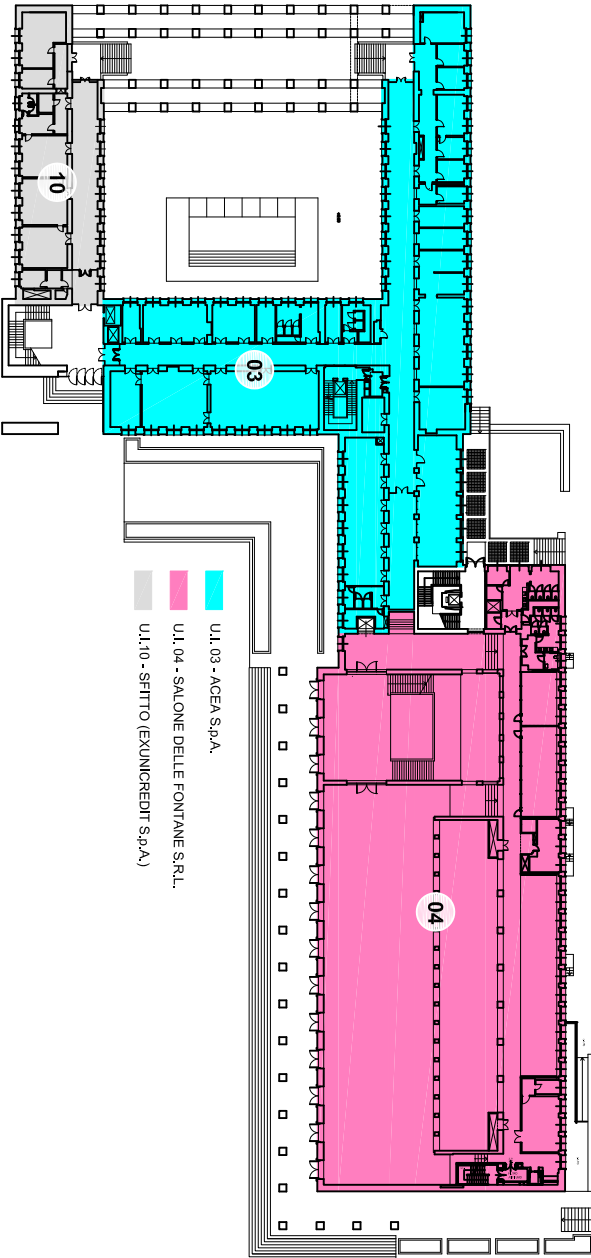 10
03
04
U.I. 03 - ACEA S.p.A.
U.I. 04 - SALONE DELLE FONTANE S.R.L.
U.I. 10 - SFITTO (EXUNICREDIT S.p.A.)